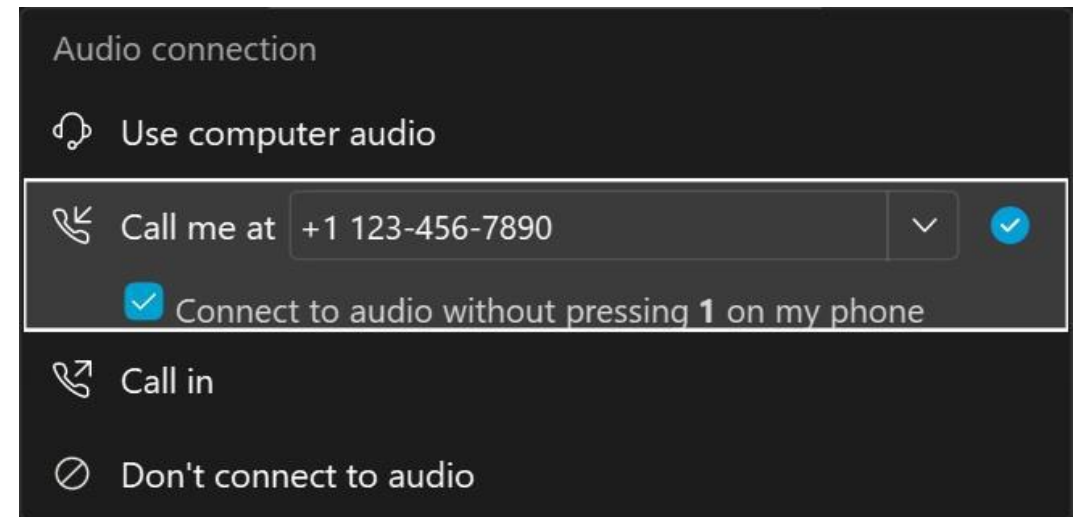 Audio connection
Use computer audio
Call me at +1 123-456-7890
Connect to audio without pressing 1 on my phone
Call in
Don't connect to audio